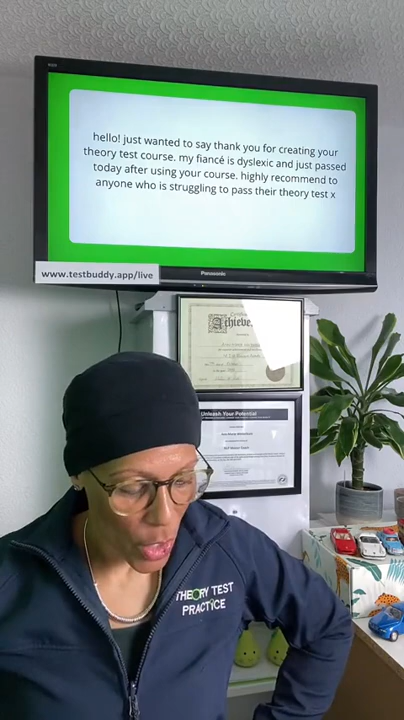 hello! just wanted to say thank you for creating your
theory test course. my fiancé is dyslexic and just passed
today after using your course. highly recommend to
anyone who is struggling to pass their theory test x
www.testbuddy.app/live
Panasonic
Achieve
Unleash Your Potential
THEORY TEST
PRACTICE